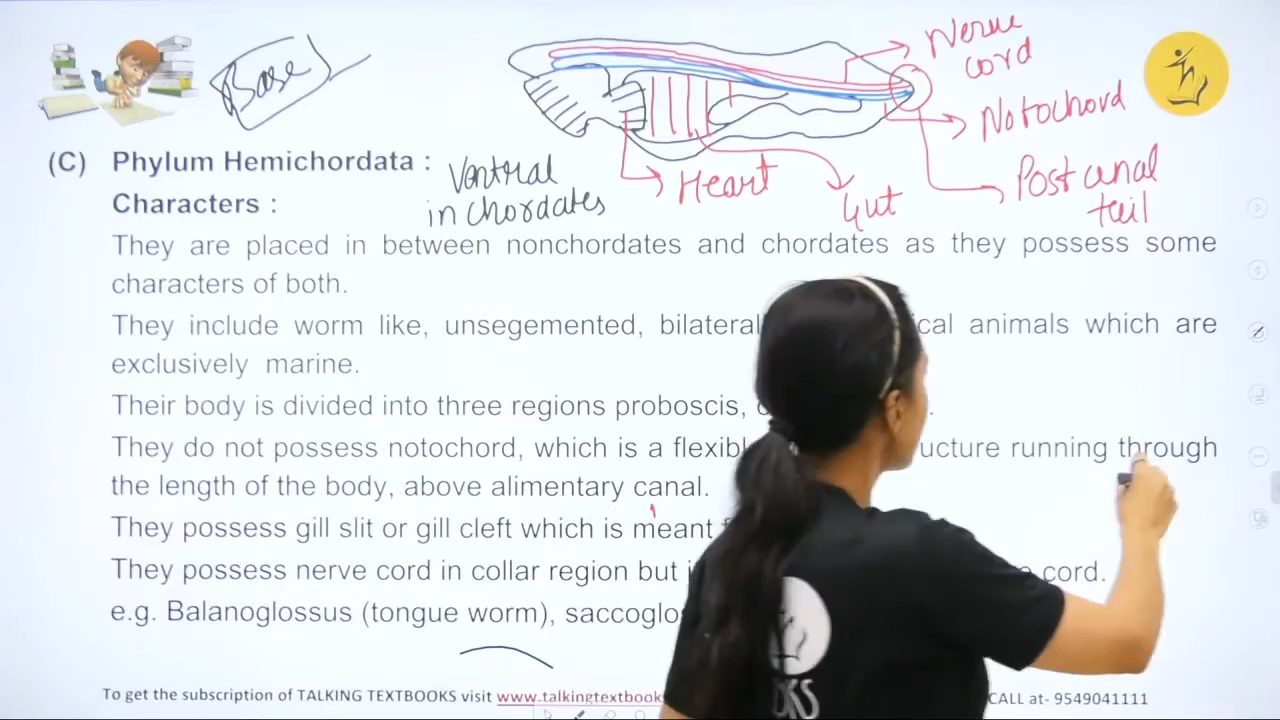 Base
Nerve
cord
Notochord
Post anal
tail
Heart
Gut
(C) Phylum Hemichordata :
Ventral
in chordates
Characters :
They are placed in between nonchordates and chordates as they possess some
characters of both.
They include worm like, unsegemented, bilateral cal animals which are
exclusively marine.
Their body is divided into three regions proboscis,
They do not possess notochord, which is a flexib ucture running through
the length of the body, above alimentary canal.
They possess gill slit or gill cleft which is meant
They possess nerve cord in collar region but cord.
e.g. Balanoglossus (tongue worm), saccoglo
To get the subscription of TALKING TEXTBOOKS visit www.talkingtextbook CALL at- 9549041111
OKS